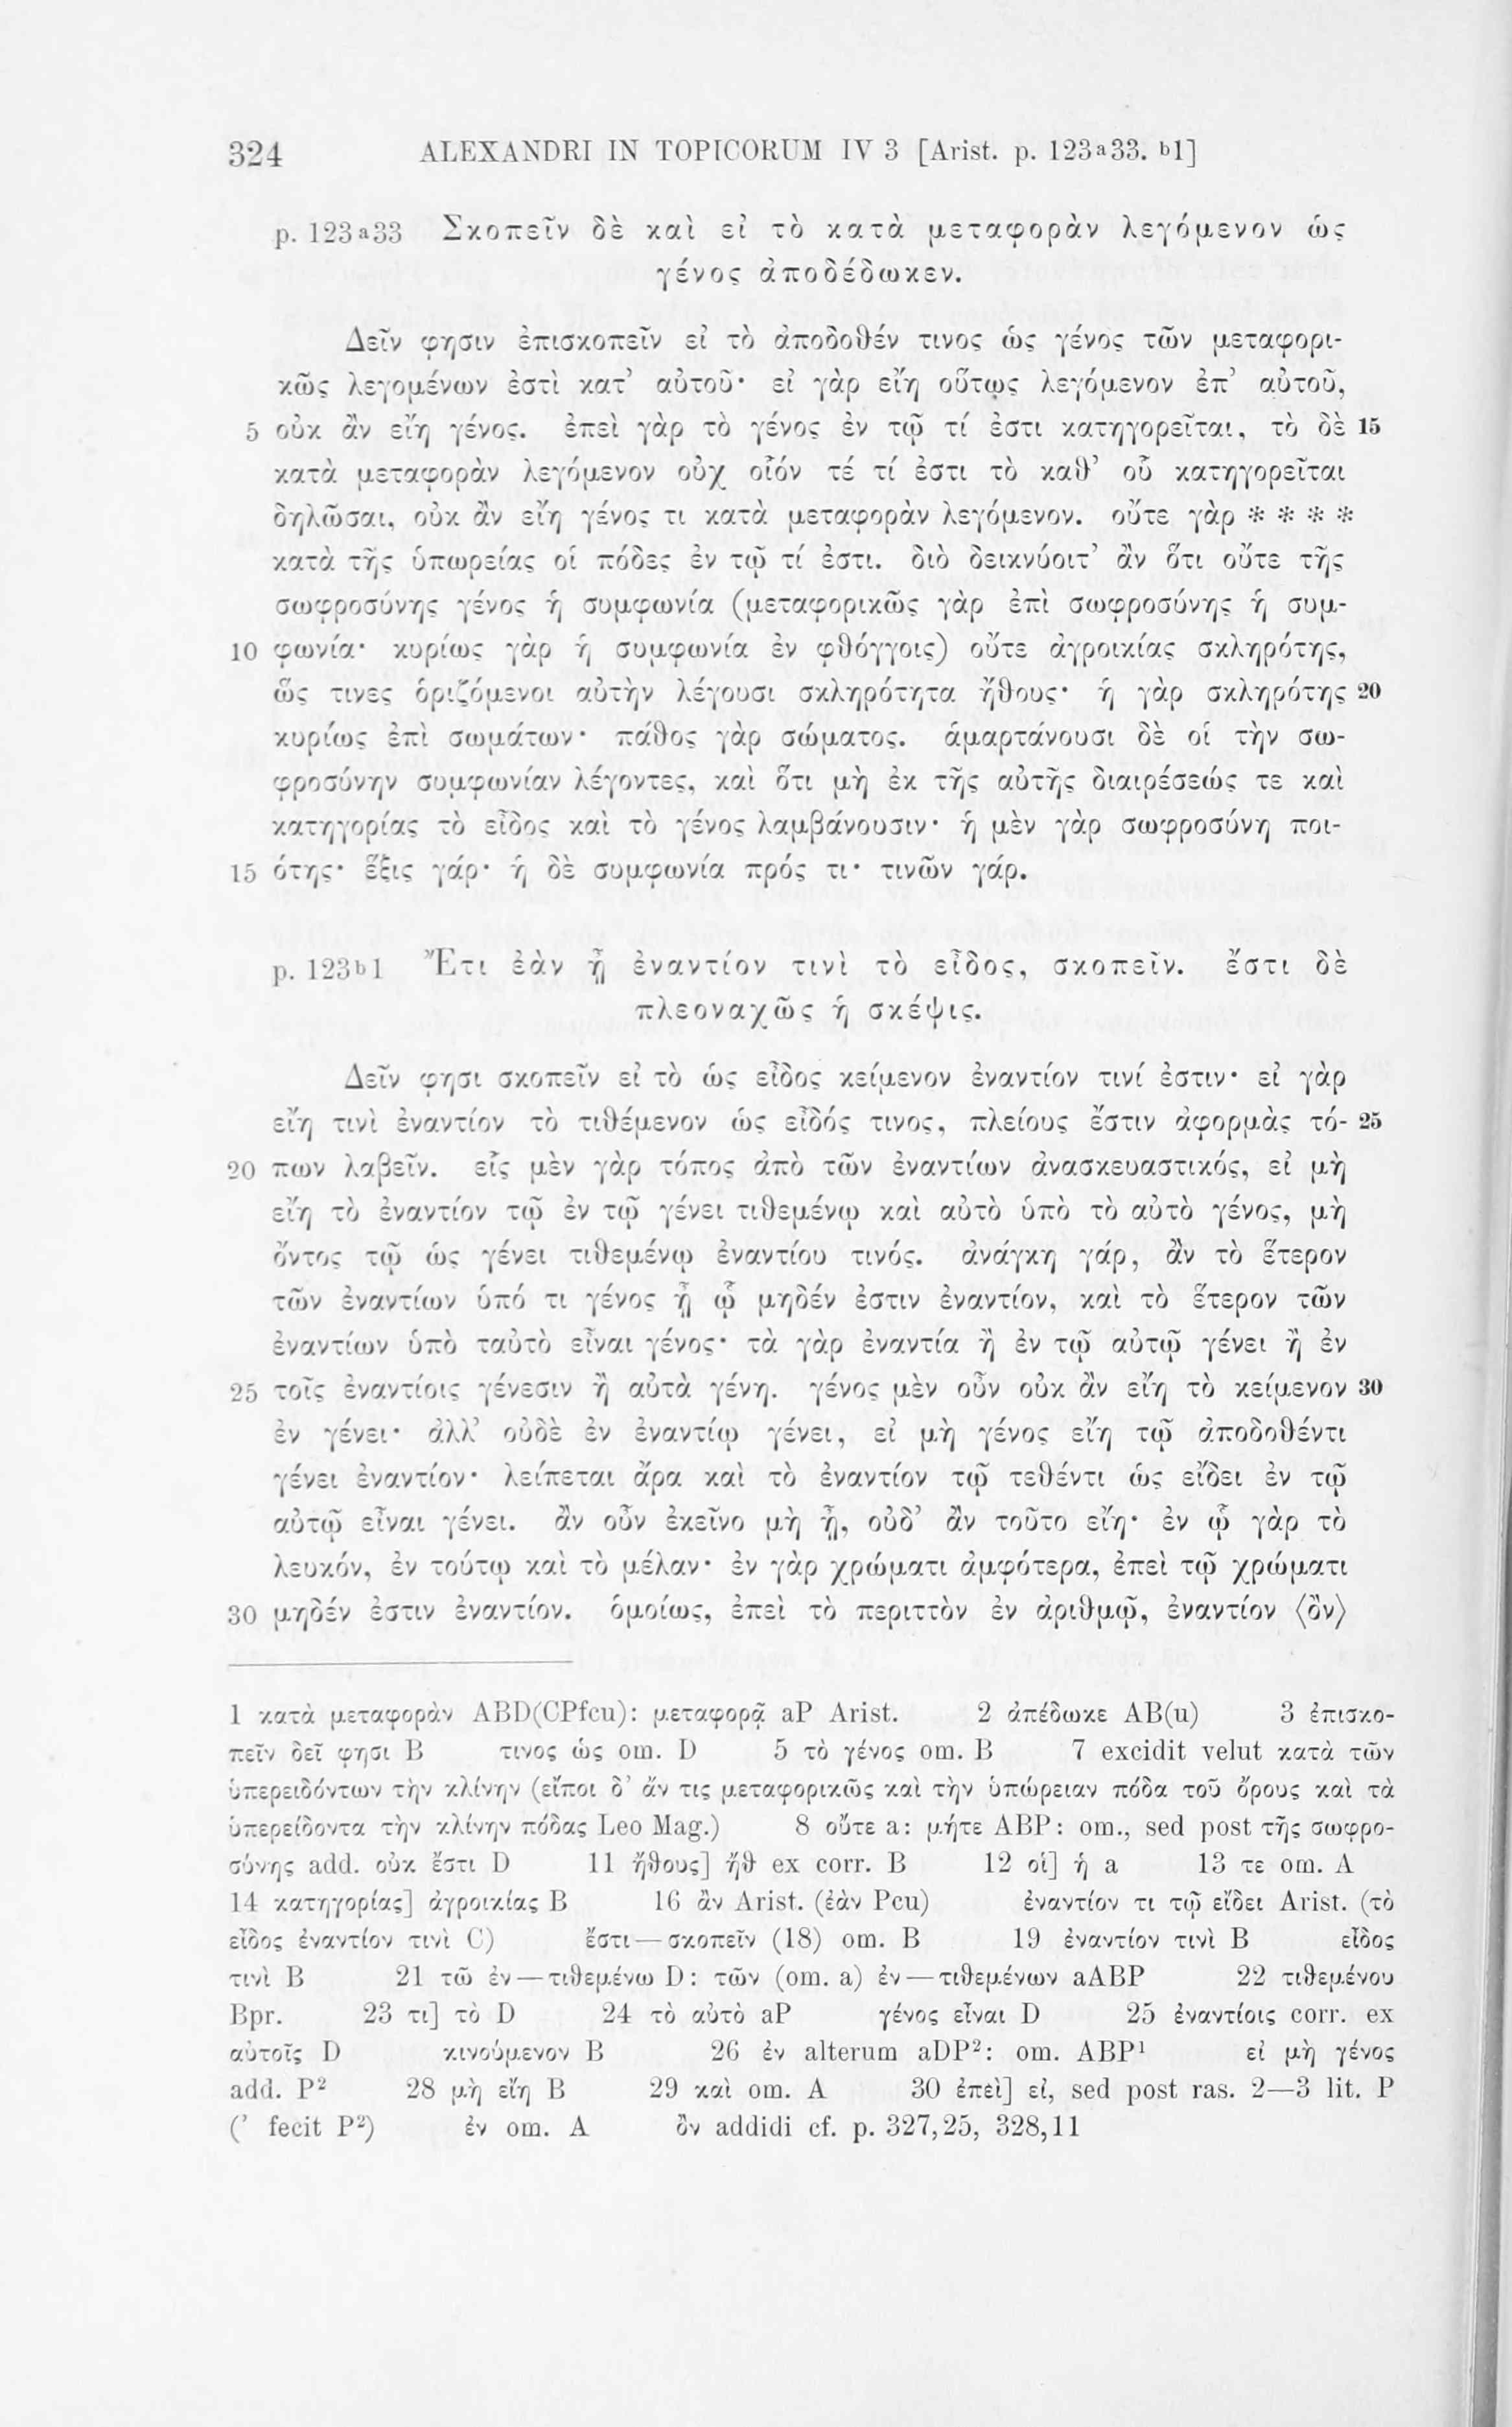 324 ALEXANDRI IN TOPICORUM IV 3 [Arist. p. 123a33. b1]
p. 123a33 Σκοπεῖν δὲ καὶ εἰ τὸ κατὰ μεταφορὰν λεγόμενον ὡς
γένος ἀποδέδωκεν.
Δεῖν φησιν ἐπισκοπεῖν εἰ τὸ ἀποδοθέν τινος ὡς γένος τῶν μεταφορι-
κῶς λεγομένων ἐστὶ κατ’ αὐτοῦ· εἰ γὰρ εἴη οὕτως λεγόμενον ἐπ’ αὐτοῦ,
5 οὐκ ἂν εἴη γένος. ἐπεὶ γὰρ τὸ γένος ἐν τῷ τί ἐστι κατηγορεῖται, τὸ δὲ 15
κατὰ μεταφορὰν λεγόμενον οὐχ οἷόν τέ τί ἐστι τὸ καθ’ οὗ κατηγορεῖται
δηλῶσαι, οὐκ ἂν εἴη γένος τι κατὰ μεταφορὰν λεγόμενον. οὔτε γὰρ * * * *
κατὰ τῆς ὑπωρείας οἱ πόδες ἐν τῷ τί ἐστι. διὸ δεικνύοιτ’ ἂν ὅτι οὔτε τῆς
σωφροσύνης γένος ἡ συμφωνία (μεταφορικῶς γὰρ ἐπὶ σωφροσύνης ἡ συμ-
10 φωνία· κυρίως γὰρ ἡ συμφωνία ἐν φθόγγοις) οὔτε ἀγροικίας σκληρότης,
ὥς τινες ὁριζόμενοι αὐτὴν λέγουσι σκληρότητα ἤθους· ἡ γὰρ σκληρότης 20
κυρίως ἐπὶ σωμάτων· πάθος γὰρ σώματος. ἁμαρτάνουσι δὲ οἱ τὴν σω-
φροσύνην συμφωνίαν λέγοντες, καὶ ὅτι μὴ ἐκ τῆς αὐτῆς διαιρέσεώς τε καὶ
κατηγορίας τὸ εἶδος καὶ τὸ γένος λαμβάνουσιν· ἡ μὲν γὰρ σωφροσύνη ποι-
15 ότης· ἕξις γάρ· ἡ δὲ συμφωνία πρός τι· τινῶν γάρ.
p. 123b1 Ἔτι ἐὰν ᾖ ἐναντίον τινὶ τὸ εἶδος, σκοπεῖν. ἔστι δὲ
πλεοναχῶς ἡ σκέψις.
Δεῖν φησι σκοπεῖν εἰ τὸ ὡς εἶδος κείμενον ἐναντίον τινί ἐστιν· εἰ γὰρ
εἴη τινὶ ἐναντίον τὸ τιθέμενον ὡς εἶδός τινος, πλείους ἔστιν ἀφορμὰς τό- 25
20 πων λαβεῖν. εἷς μὲν γὰρ τόπος ἀπὸ τῶν ἐναντίων ἀνασκευαστικός, εἰ μὴ
εἴη τὸ ἐναντίον τῷ ἐν τῷ γένει τιθεμένῳ καὶ αὐτὸ ὑπὸ τὸ αὐτὸ γένος, μὴ
ὄντος τῷ ὡς γένει τιθεμένῳ ἐναντίου τινός. ἀνάγκη γάρ, ἂν τὸ ἕτερον
τῶν ἐναντίων ὑπό τι γένος ᾖ ᾧ μηδέν ἐστιν ἐναντίον, καὶ τὸ ἕτερον τῶν
ἐναντίων ὑπὸ ταὐτὸ εἶναι γένος· τὰ γὰρ ἐναντία ἢ ἐν τῷ αὐτῷ γένει ἢ ἐν
25 τοῖς ἐναντίοις γένεσιν ἢ αὐτὰ γένη. γένος μὲν οὖν οὐκ ἂν εἴη τὸ κείμενον 30
ἐν γένει· ἀλλ’ οὐδὲ ἐν ἐναντίῳ γένει, εἰ μὴ γένος εἴη τῷ ἀποδοθέντι
γένει ἐναντίον· λείπεται ἄρα καὶ τὸ ἐναντίον τῷ τεθέντι ὡς εἴδει ἐν τῷ
αὐτῷ εἶναι γένει. ἂν οὖν ἐκεῖνο μὴ ᾖ, οὐδ’ ἂν τοῦτο εἴη· ἐν ᾧ γὰρ τὸ
λευκόν, ἐν τούτῳ καὶ τὸ μέλαν· ἐν γὰρ χρώματι ἀμφότερα, ἐπεὶ τῷ χρώματι
30 μηδέν ἐστιν ἐναντίον. ὁμοίως, ἐπεὶ τὸ περιττὸν ἐν ἀριθμῷ, ἐναντίον ⟨ὂν⟩
1 κατὰ μεταφορὰν ABD(CPfcu): μεταφορᾷ aP Arist. 2 ἀπέδωκε AB(u) 3 ἐπισκο-
πεῖν δεῖ φησι B τινος ὡς om. D 5 τὸ γένος om. B 7 excidit velut κατὰ τῶν
ὑπερειδόντων τὴν κλίνην (εἴποι δ’ ἄν τις μεταφορικῶς καὶ τὴν ὑπώρειαν πόδα τοῦ ὄρους καὶ τὰ
ὑπερείδοντα τὴν κλίνην πόδας Leo Mag.) 8 οὔτε a: μήτε ABP: om., sed post τῆς σωφρο-
σύνης add. οὐκ ἔστι D 11 ἤθους] ἤθ ex corr. B 12 οἱ] ἡ a 13 τε om. A
14 κατηγορίας] ἀγροικίας B 16 ἂν Arist. (ἐὰν Pcu) ἐναντίον τι τῷ εἴδει Arist. (τὸ
εἶδος ἐναντίον τινὶ C) ἔστι—σκοπεῖν (18) om. B 19 ἐναντίον τινὶ B εἶδος
τινὶ B 21 τῶ ἐν—τιθεμένω D: τῶν (om. a) ἐν—τιθεμένων aABP 22 τιθεμένου
Bpr. 23 τι] τὸ D 24 τὸ αὐτὸ aP γένος εἶναι D 25 ἐναντίοις corr. ex
αὐτοῖς D κινούμενον B 26 ἐν alterum aDP²: om. ABP¹ εἰ μὴ γένος
add. P² 28 μὴ εἴη B 29 καὶ om. A 30 ἐπεὶ] εἰ, sed post ras. 2—3 lit. P
(’ fecit P²) ἐν om. A ὂν addidi cf. p. 327,25, 328,11